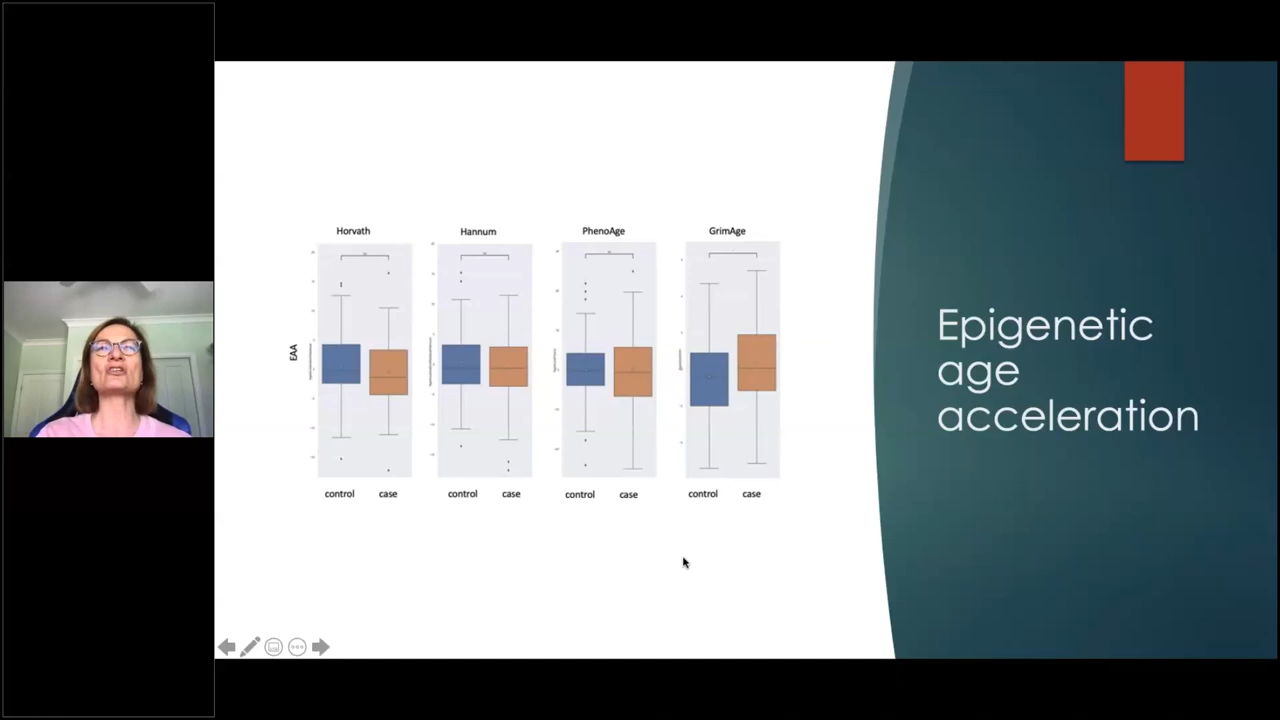 Horvath
Hannum
PhenoAge
GrimAge
EAA
control case
control case
control case
control case
Epigenetic
age
acceleration